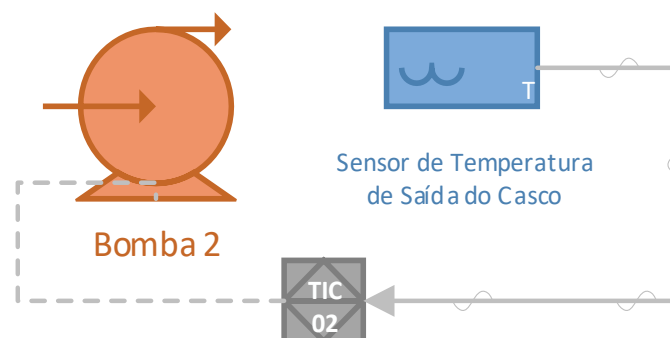 T
Sensor de Temperatura
de Saída do Casco
Bomba 2
TIC
02